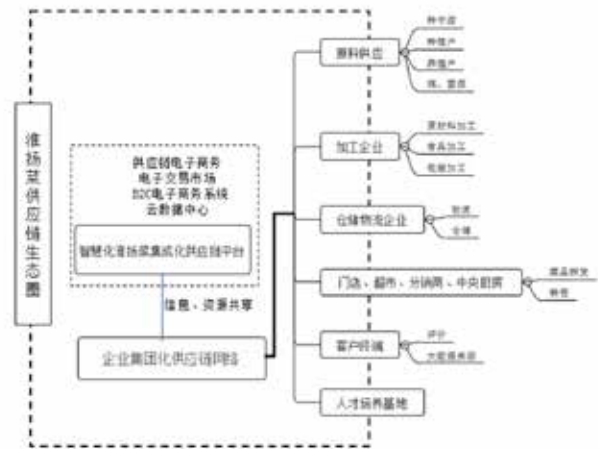 淮扬菜供应链生态圈
供应链电子商务
电子交易市场
B2C电子商务系统
云数据中心
智慧化淮扬菜集成化供应链平台
信息、资源共享
企业集团化供应链网络
原料供应
种植户
养殖户
加工企业
原材料加工
食品加工
仓储物流企业
物流
仓储
门店、超市、分销商、中央厨房
菜品研发
销售
客户终端
评价
人才培养基地